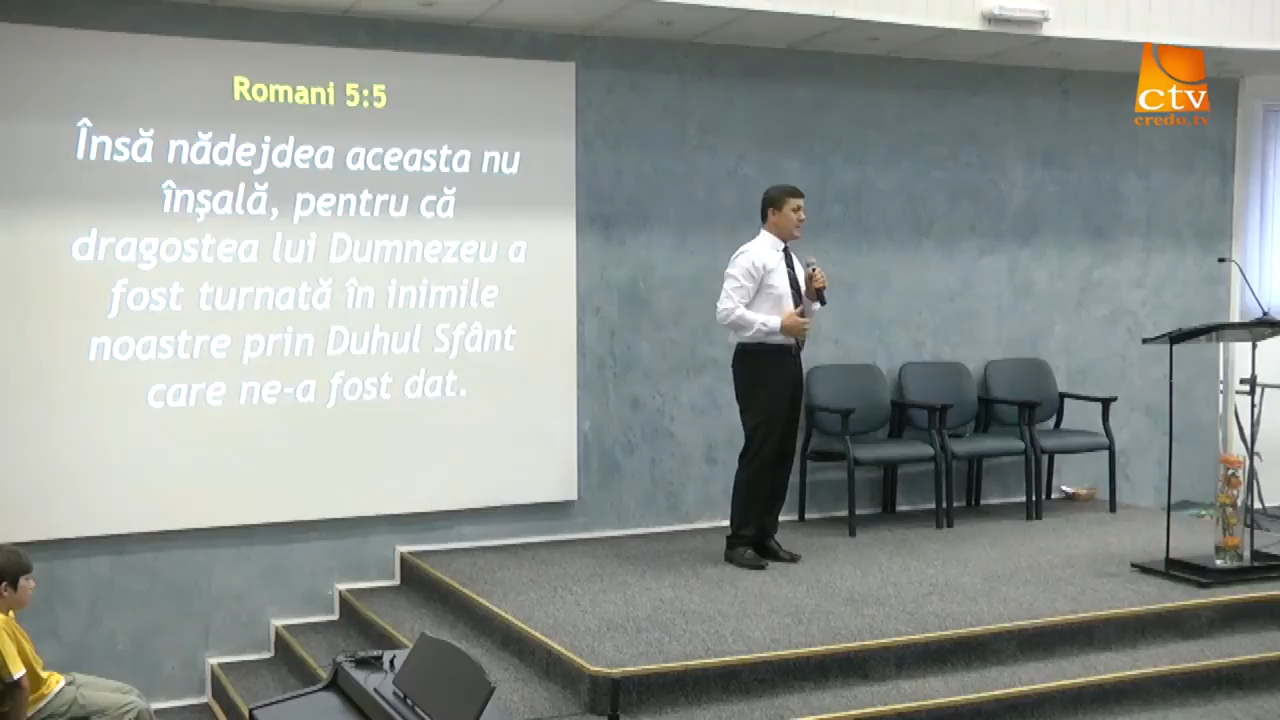 Romani 5:5
Însă nădejdea aceasta nu
înşală, pentru că
dragostea lui Dumnezeu a
fost turnată în inimile
noastre prin Duhul Sfânt
care ne-a fost dat.
ctv
credu.tv